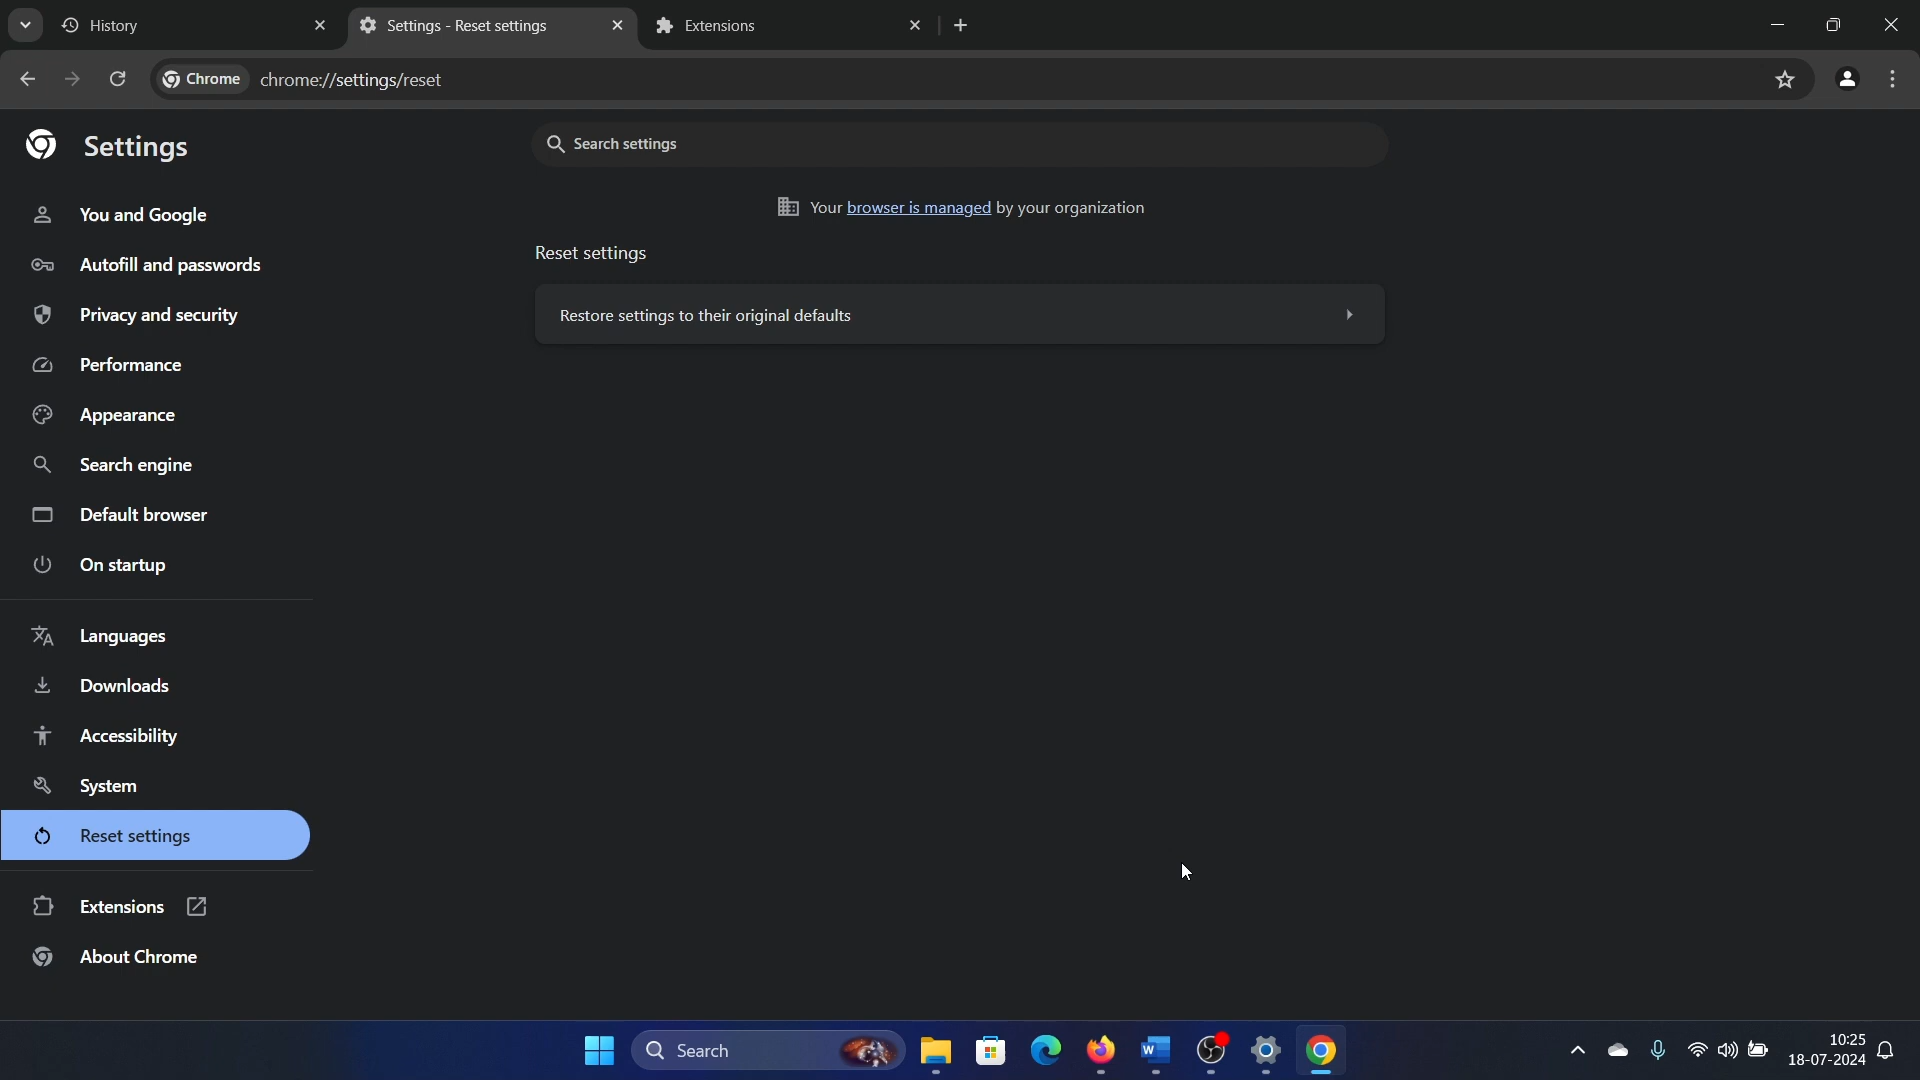 History
Settings - Reset settings
Extensions
Chrome
chrome://settings/reset
Settings
Search settings
You and Google
Autofill and passwords
Privacy and security
Performance
Appearance
Search engine
Default browser
On startup
Languages
Downloads
Accessibility
System
Reset settings
Extensions
About Chrome
Your browser is managed by your organization
Reset settings
Restore settings to their original defaults
Search
W
10:25
18-07-2024